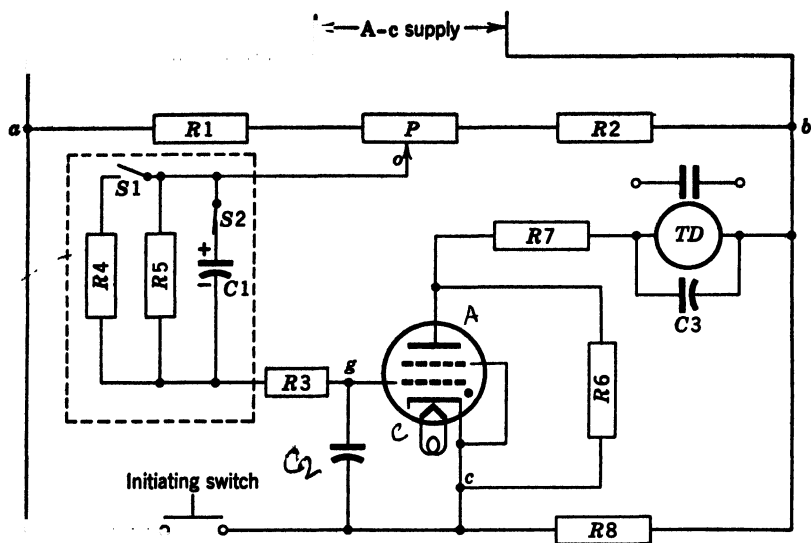 A-c supply
a
R1
P
R2
b
o
S1
S2
R7
TD
+
R4
R5
-
C1
C3
A
g
R3
R6
C
C2
c
Initiating switch
R8